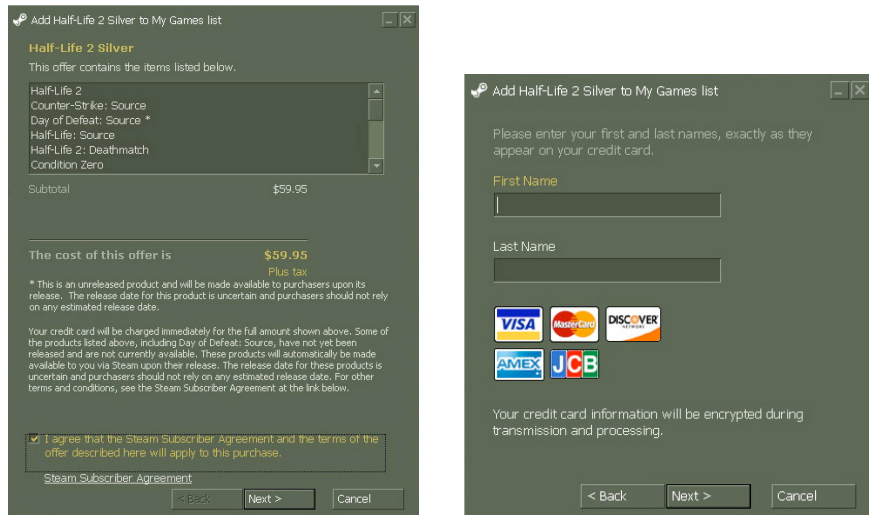 Add Half-Life 2 Silver to My Games list
Half-Life 2 Silver
This offer contains the items listed below.
Half-Life 2
Counter-Strike: Source
Day of Defeat: Source *
Half-Life: Source
Half-Life 2: Deathmatch
Condition Zero
Subtotal $59.95
The cost of this offer is $59.95
Plus tax
* This is an unreleased product and will be made available to purchasers upon its
release. The release date for this product is uncertain and purchasers should not rely
on any estimated release date.
Your credit card will be charged immediately for the full amount shown above. Some of
the products listed above, including Day of Defeat: Source, have not yet been
released and are not currently available. These products will automatically be made
available to you via Steam upon their release. The release date for these products is
uncertain and purchasers should not rely on any estimated release date. For other
terms and conditions, see the Steam Subscriber Agreement at the link below.
I agree that the Steam Subscriber Agreement and the terms of the
offer described here will apply to this purchase.
Steam Subscriber Agreement
< Back Next > Cancel
Add Half-Life 2 Silver to My Games list
Please enter your first and last names, exactly as they
appear on your credit card.
First Name
Last Name
VISA MasterCard DISCOVER NETWORK
AMEX JCB
Your credit card information will be encrypted during
transmission and processing.
< Back Next > Cancel